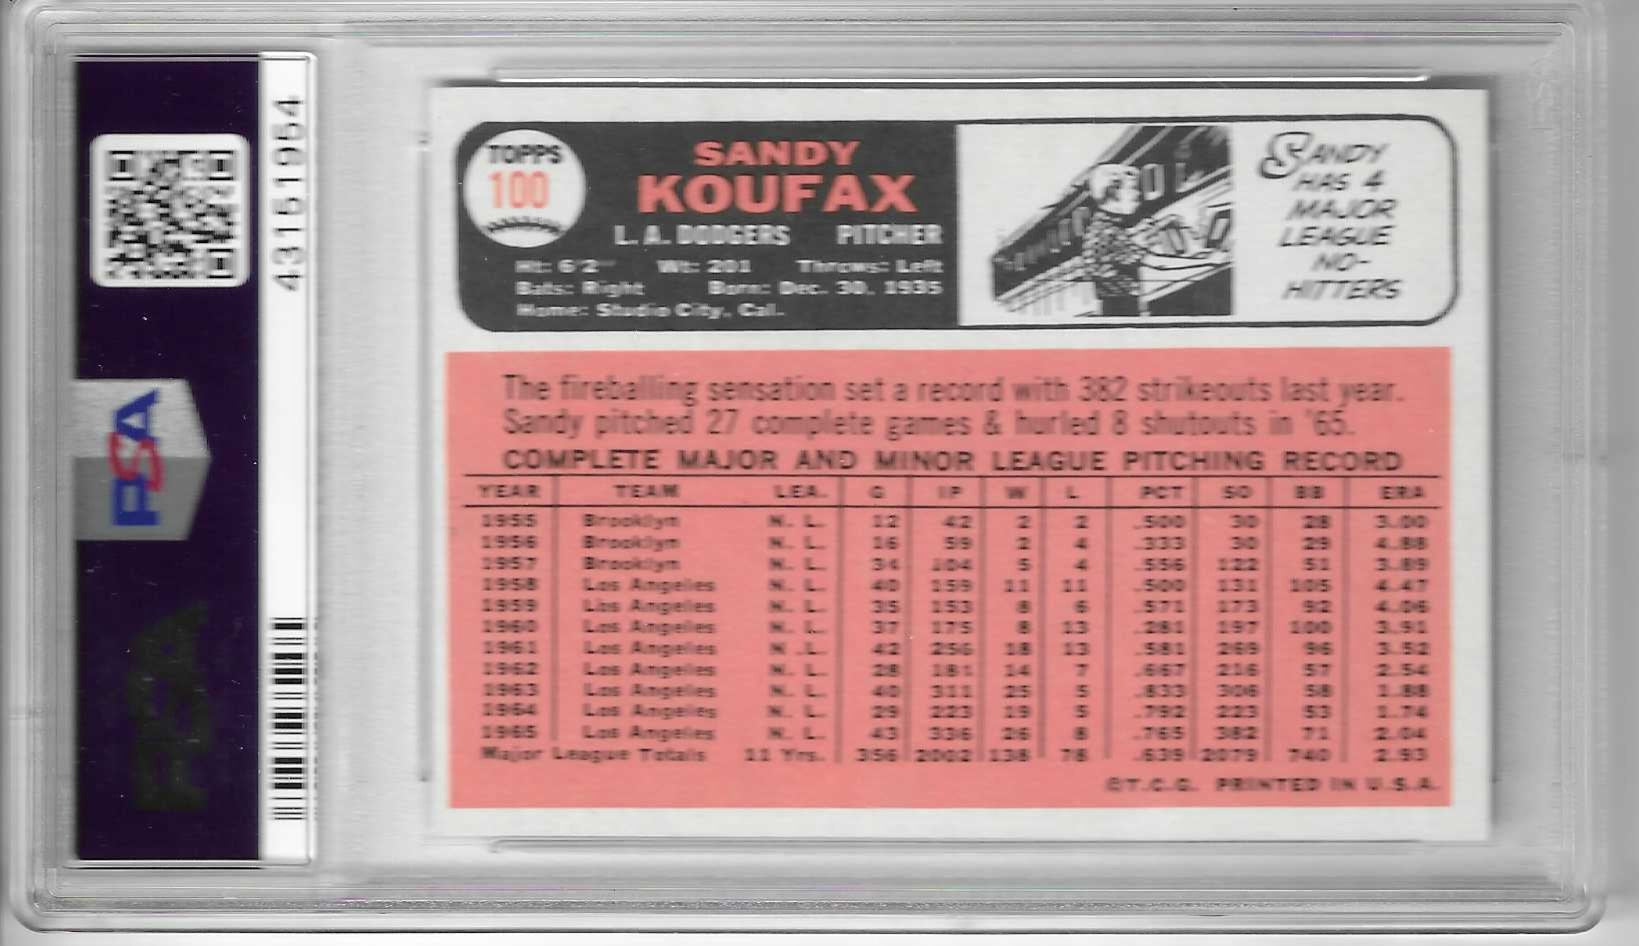 43151954
PSA
PSA
TOPPS
100
SANDY
KOUFAX
L. A. DODGERS PITCHER
Ht: 6'2" Wt: 201 Throws: Left
Bats: Right Born: Dec. 30, 1935
Home: Studio City, Cal.
SANDY
HAS 4
MAJOR
LEAGUE
NO-
HITTERS
The fireballing sensation set a record with 382 strikeouts last year.
Sandy pitched 27 complete games & hurled 8 shutouts in '65.
COMPLETE MAJOR AND MINOR LEAGUE PITCHING RECORD
YEAR TEAM LEA. G IP W L PCT SO BB ERA
1955 Brooklyn N. L. 12 42 2 2 .500 30 28 3.00
1956 Brooklyn N. L. 16 59 2 4 .333 30 29 4.88
1957 Brooklyn N. L. 34 104 5 4 .556 122 51 3.89
1958 Los Angeles N. L. 40 159 11 11 .500 131 105 4.47
1959 Los Angeles N. L. 35 153 8 6 .571 173 92 4.06
1960 Los Angeles N. L. 37 175 8 13 .281 197 100 3.91
1961 Los Angeles N. L. 42 256 18 13 .581 269 96 3.52
1962 Los Angeles N. L. 28 181 14 7 .667 216 57 2.54
1963 Los Angeles N. L. 40 311 25 5 .833 306 58 1.88
1964 Los Angeles N. L. 29 223 19 5 .792 223 53 1.74
1965 Los Angeles N. L. 43 336 26 8 .765 382 71 2.04
Major League Totals 11 Yrs. 356 2002 138 78 .639 2079 740 2.93
©T.C.G. PRINTED IN U.S.A.